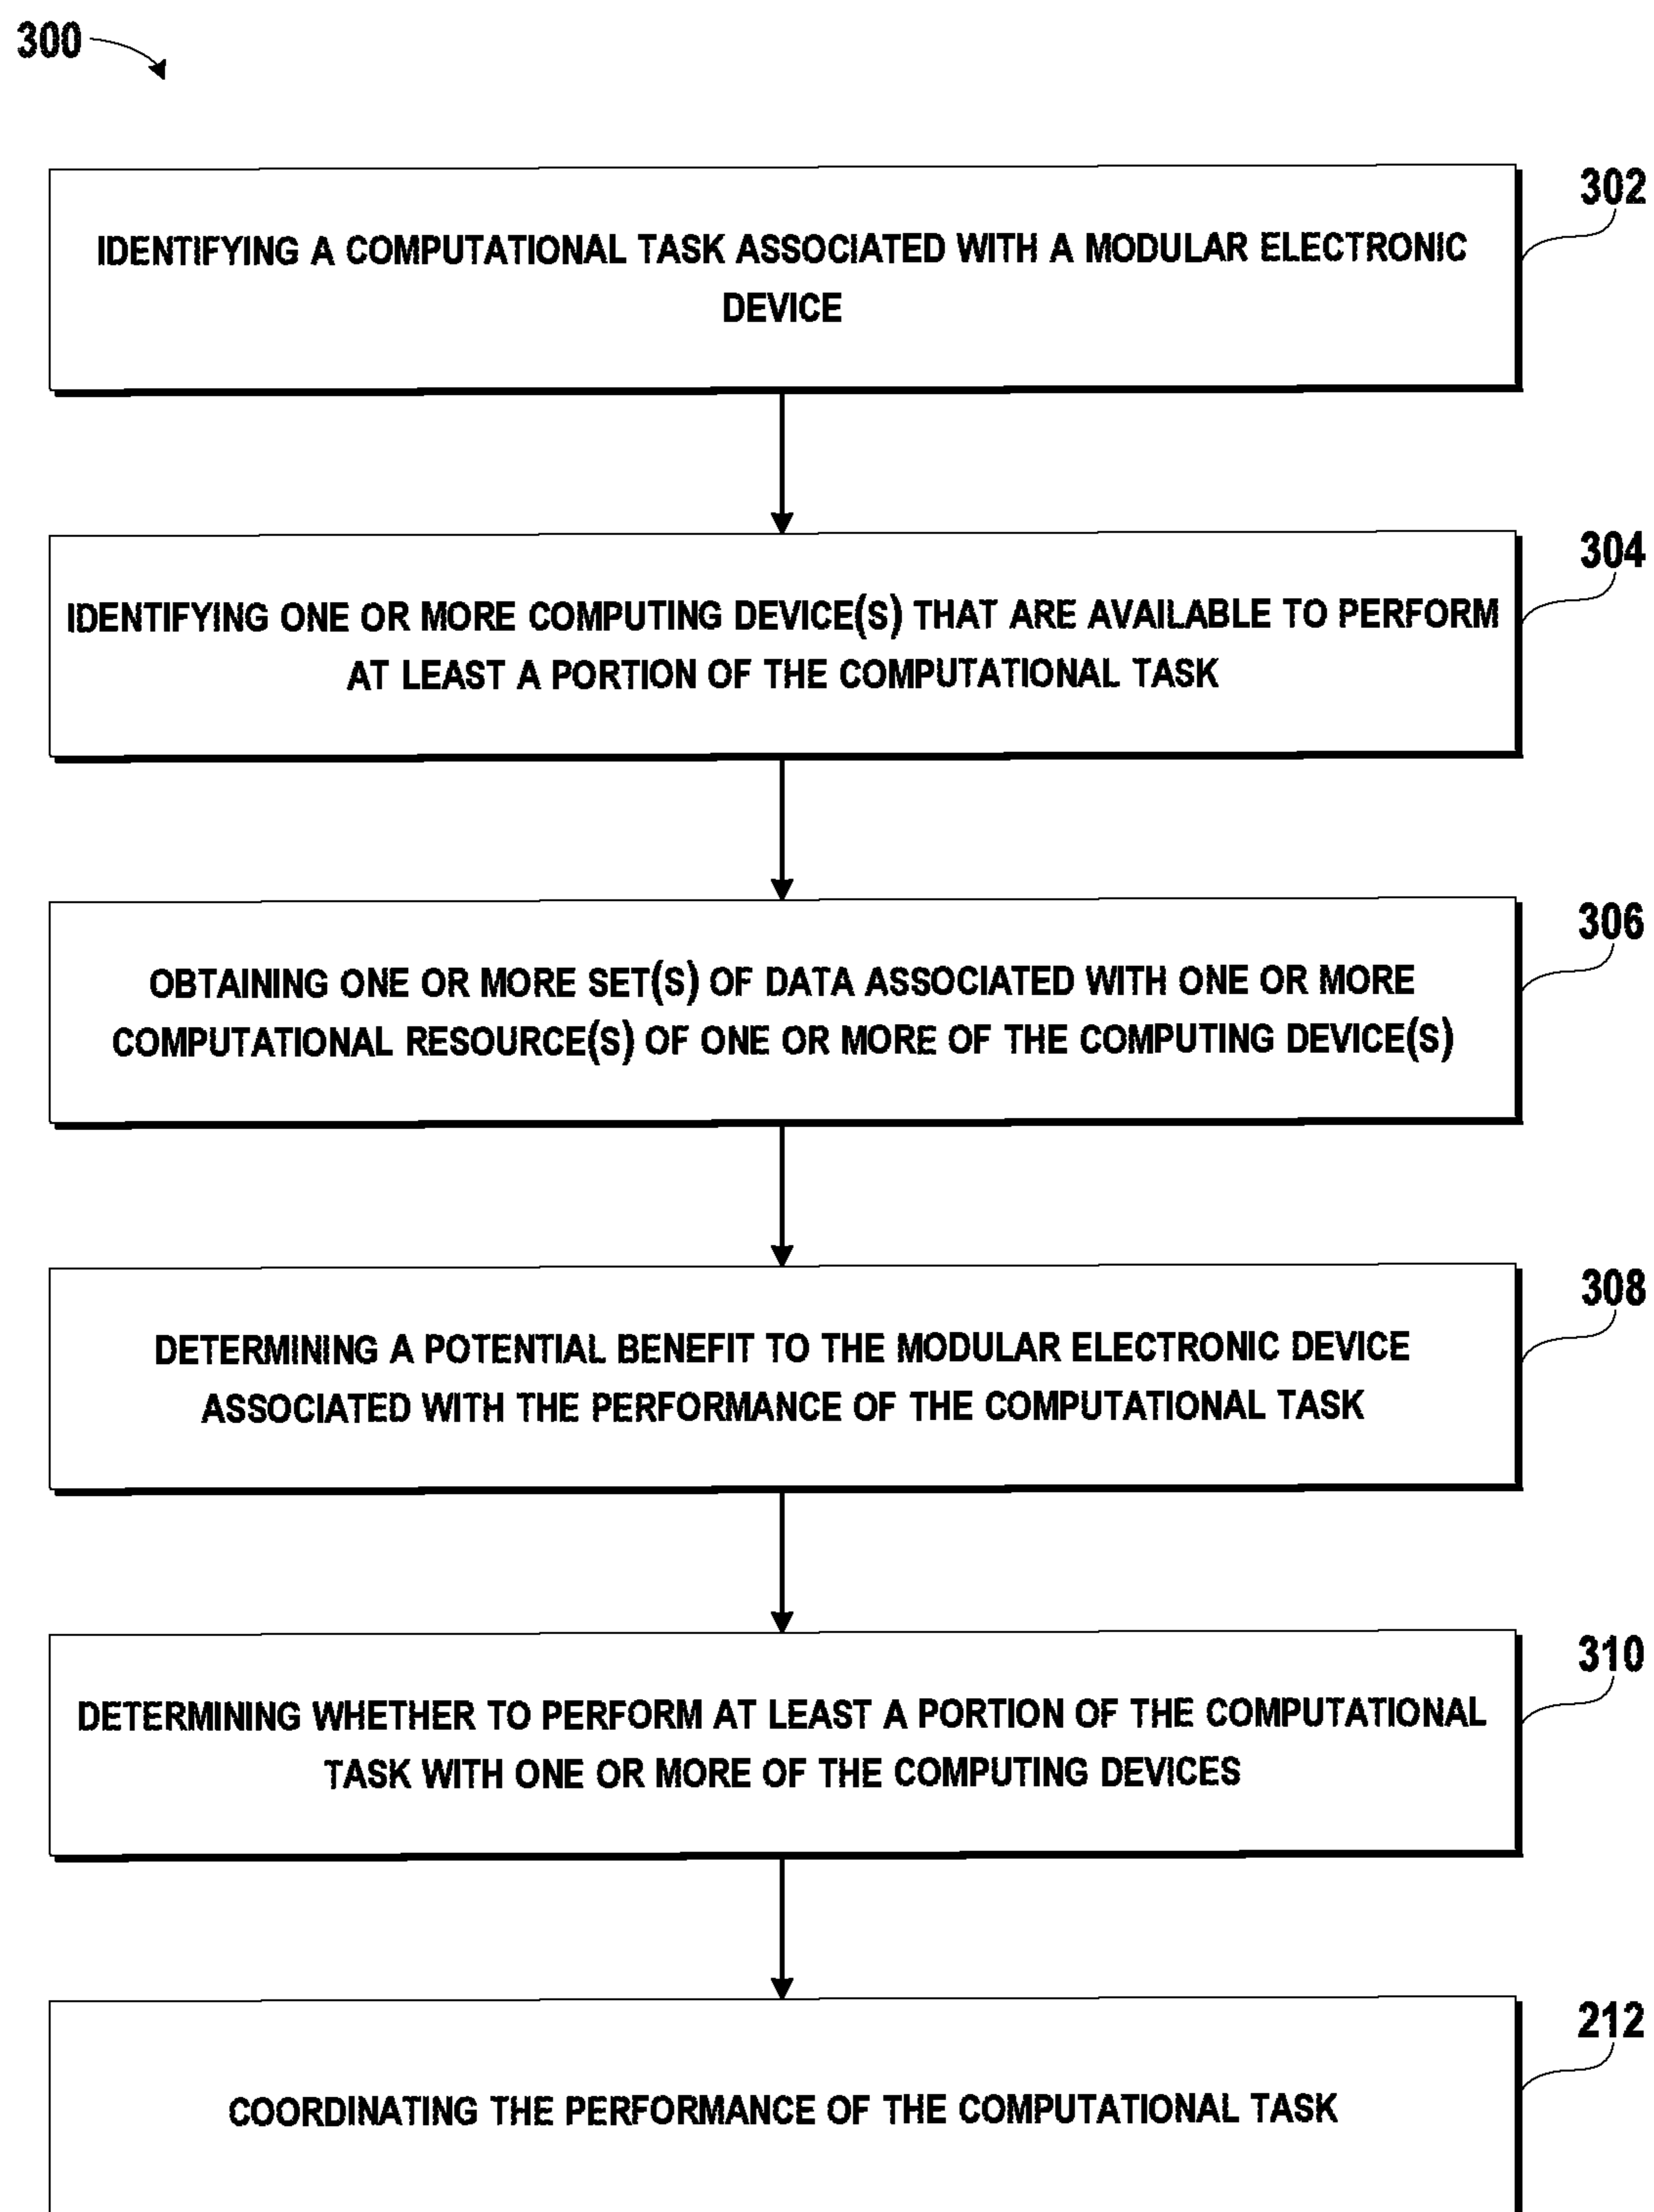 300
302
IDENTIFYING A COMPUTATIONAL TASK ASSOCIATED WITH A MODULAR ELECTRONIC
DEVICE
304
IDENTIFYING ONE OR MORE COMPUTING DEVICE(S) THAT ARE AVAILABLE TO PERFORM
AT LEAST A PORTION OF THE COMPUTATIONAL TASK
306
OBTAINING ONE OR MORE SET(S) OF DATA ASSOCIATED WITH ONE OR MORE
COMPUTATIONAL RESOURCE(S) OF ONE OR MORE OF THE COMPUTING DEVICE(S)
308
DETERMINING A POTENTIAL BENEFIT TO THE MODULAR ELECTRONIC DEVICE
ASSOCIATED WITH THE PERFORMANCE OF THE COMPUTATIONAL TASK
310
DETERMINING WHETHER TO PERFORM AT LEAST A PORTION OF THE COMPUTATIONAL
TASK WITH ONE OR MORE OF THE COMPUTING DEVICES
212
COORDINATING THE PERFORMANCE OF THE COMPUTATIONAL TASK